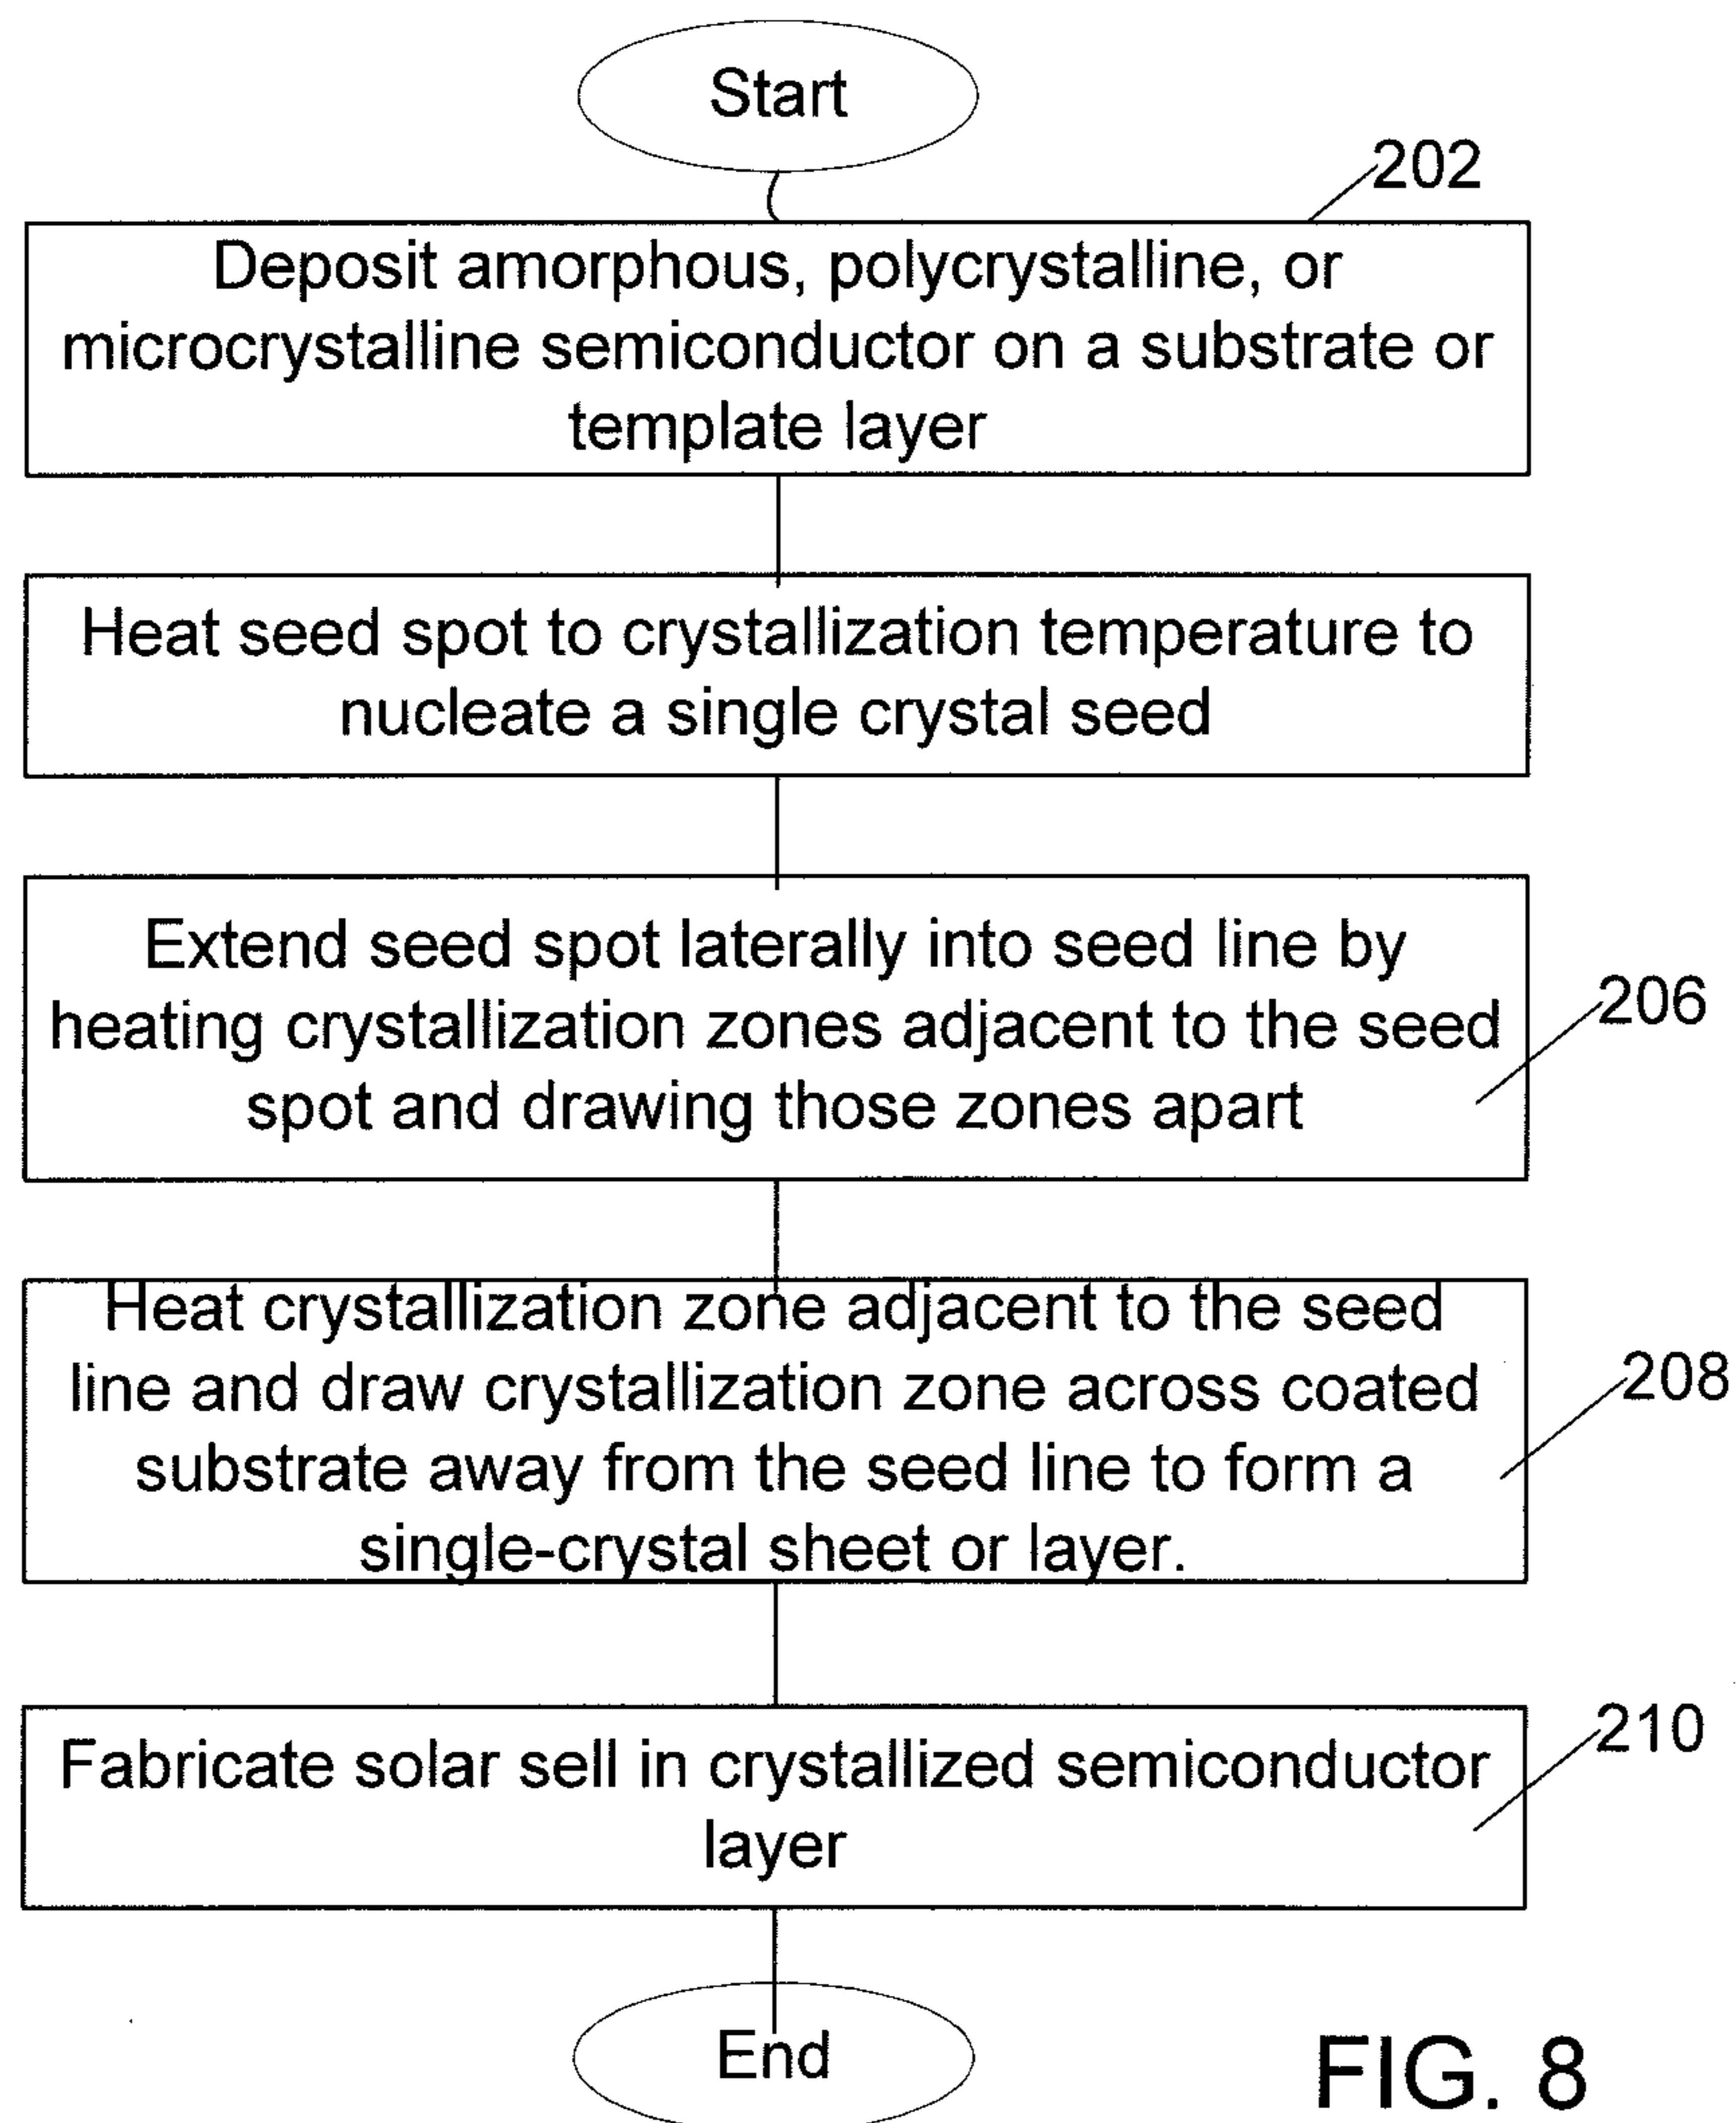 Start
202
Deposit amorphous, polycrystalline, or
microcrystalline semiconductor on a substrate or
template layer
Heat seed spot to crystallization temperature to
nucleate a single crystal seed
Extend seed spot laterally into seed line by
heating crystallization zones adjacent to the seed
spot and drawing those zones apart
206
Heat crystallization zone adjacent to the seed
line and draw crystallization zone across coated
substrate away from the seed line to form a
single-crystal sheet or layer.
208
Fabricate solar sell in crystallized semiconductor
layer
210
End
FIG. 8